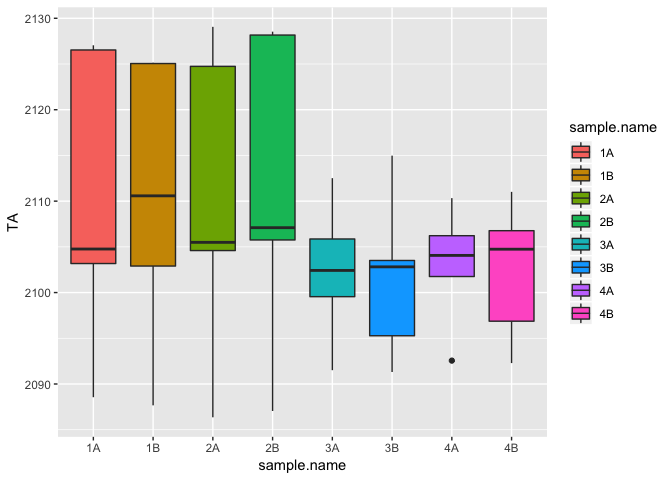 2130
2120
2110
2100
2090
TA
1A 1B 2A 2B 3A 3B 4A 4B
sample.name
sample.name
1A
1B
2A
2B
3A
3B
4A
4B